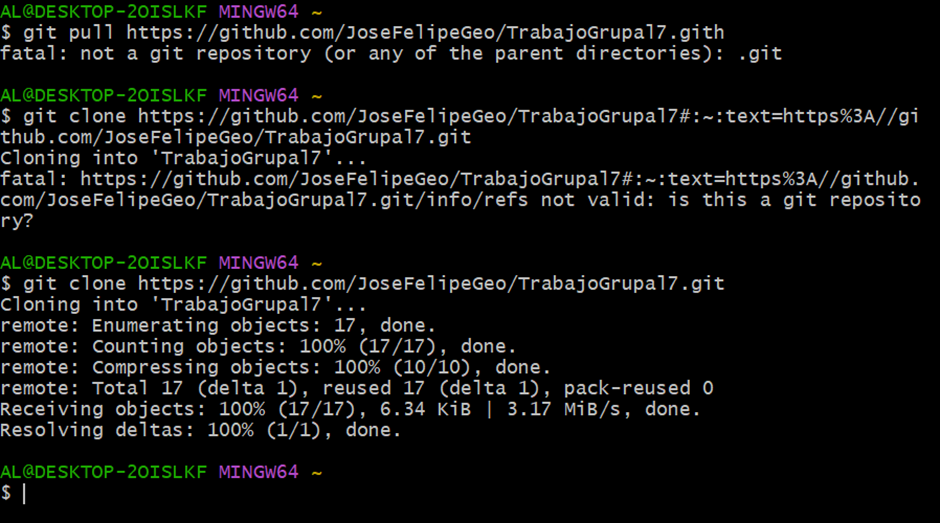 AL@DESKTOP-2OISLKF MINGW64 ~
$ git pull https://github.com/JoseFelipeGeo/TrabajoGrupal7.gith
fatal: not a git repository (or any of the parent directories): .git
AL@DESKTOP-2OISLKF MINGW64 ~
$ git clone https://github.com/JoseFelipeGeo/TrabajoGrupal7#:~:text=https%3A//gi
thub.com/JoseFelipeGeo/TrabajoGrupal7.git
Cloning into 'TrabajoGrupal7'...
fatal: https://github.com/JoseFelipeGeo/TrabajoGrupal7#:~:text=https%3A//github.
com/JoseFelipeGeo/TrabajoGrupal7.git/info/refs not valid: is this a git reposito
ry?
AL@DESKTOP-2OISLKF MINGW64 ~
$ git clone https://github.com/JoseFelipeGeo/TrabajoGrupal7.git
Cloning into 'TrabajoGrupal7'...
remote: Enumerating objects: 17, done.
remote: Counting objects: 100% (17/17), done.
remote: Compressing objects: 100% (10/10), done.
remote: Total 17 (delta 1), reused 17 (delta 1), pack-reused 0
Receiving objects: 100% (17/17), 6.34 KiB | 3.17 MiB/s, done.
Resolving deltas: 100% (1/1), done.
AL@DESKTOP-2OISLKF MINGW64 ~
$